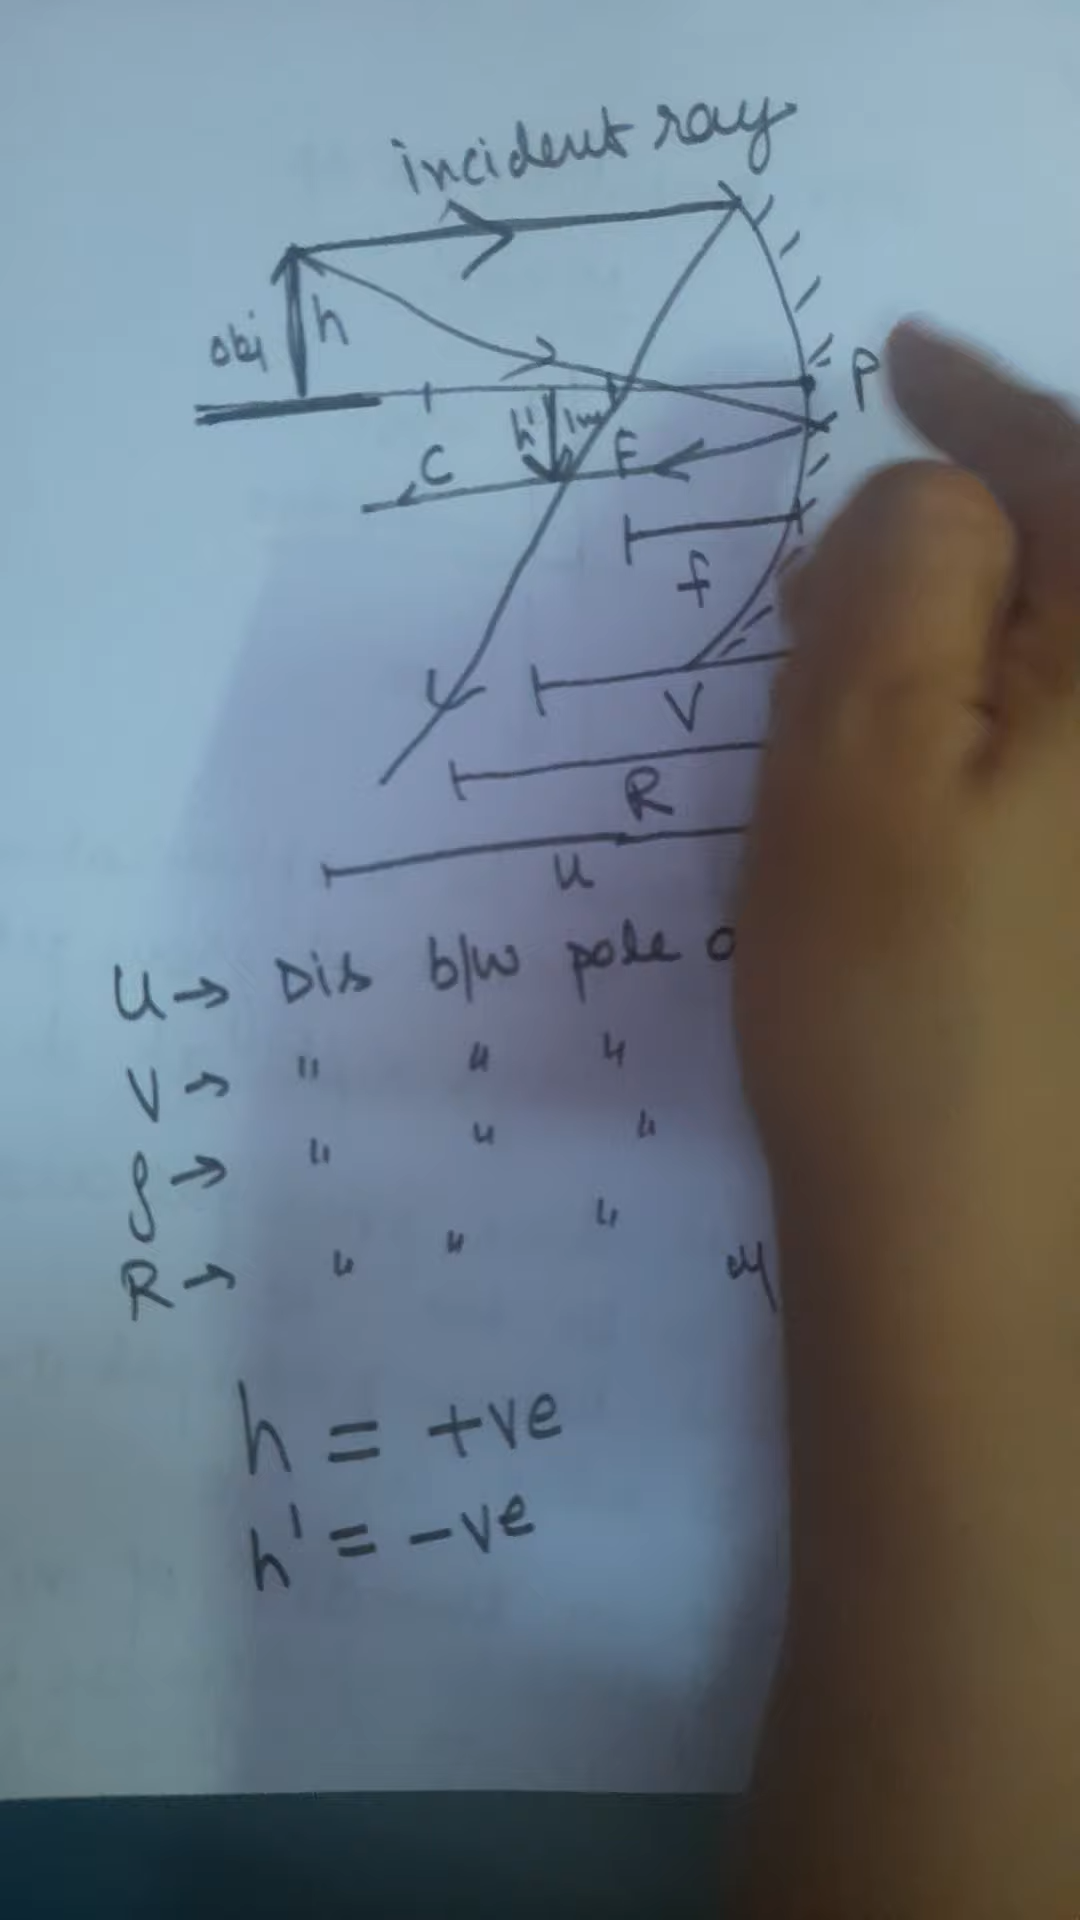 incident ray
obj h
P
h' Im
C F
f
V
R
u
U → Dis b/w pole
V → " " "
f → " " "
R → " " "
h = +ve
h' = -ve